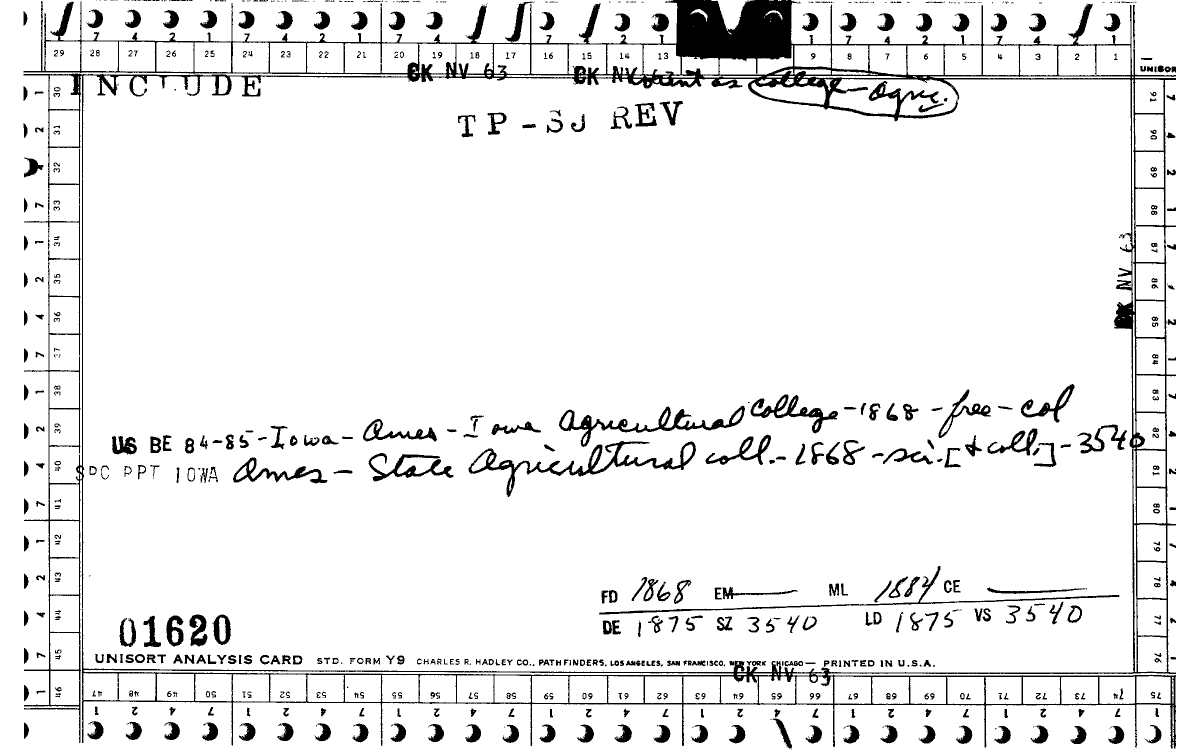 7 4 2 1 7 4 2 1 7 4 2 1 7 4 2 1 1 7 4 2 1 7 4 2 1
29 28 27 26 25 24 23 22 21 20 19 18 17 16 15 14 13 9 8 7 6 5 4 3 2 1
CK NV 63 CK NV 63 count as college - agric.
UNISORT
INCLUDE
TP-SJ REV
CK NV 63
US BE 84-85-Iowa-Ames-Iowa Agricultural College-1868-free-col
SDC PPT IOWA Ames-State Agricultural coll.-1868-sci.[+ coll.]-3540
FD 1868 EM ML 1884 CE
DE 1875 SZ 3540 LD 1875 VS 3540
01620
UNISORT ANALYSIS CARD STD. FORM Y9 CHARLES R. HADLEY CO., PATHFINDERS, LOS ANGELES, SAN FRANCISCO, NEW YORK CHICAGO — PRINTED IN U.S.A.
CK NV 63
30 31 32 33 34 35 36 37 38 39 40 41 42 43 44 45 46
91 90 89 88 87 86 85 84 83 82 81 80 79 78 77 76 75
47 48 49 50 51 52 53 54 55 56 57 58 59 60 61 62 63 64 65 66 67 68 69 70 71 72 73 74